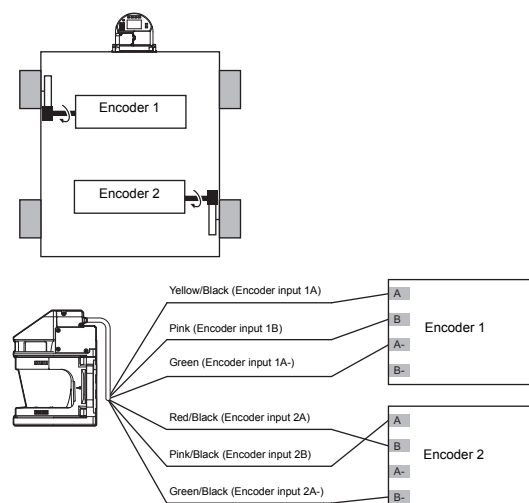 Encoder 1
Encoder 2
Yellow/Black (Encoder input 1A)
Pink (Encoder input 1B)
Green (Encoder input 1A-)
Red/Black (Encoder input 2A)
Pink/Black (Encoder input 2B)
Green/Black (Encoder input 2A-)
A
B
A-
B-
Encoder 1
A
B
A-
B-
Encoder 2